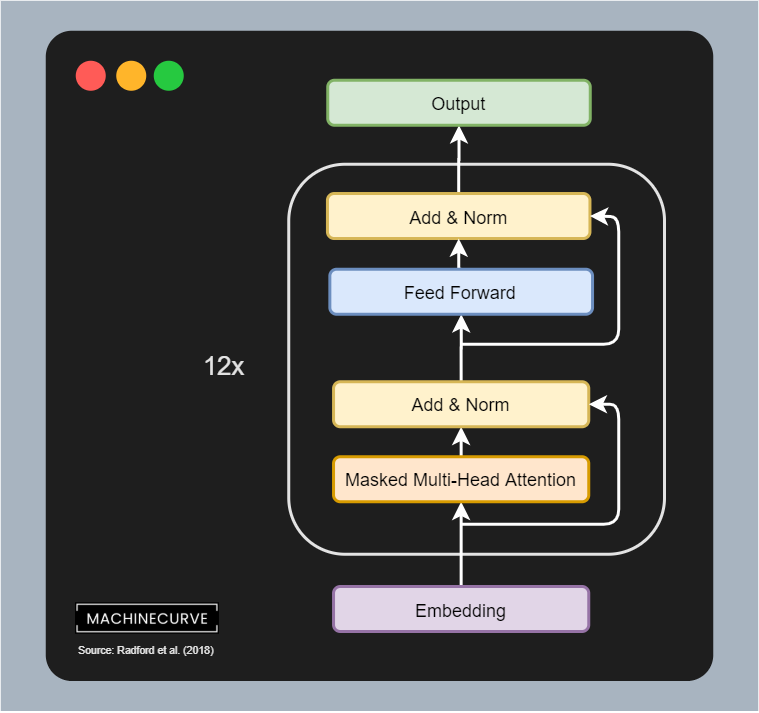 Output
Add & Norm
Feed Forward
12x
Add & Norm
Masked Multi-Head Attention
Embedding
MACHINECURVE
Source: Radford et al. (2018)